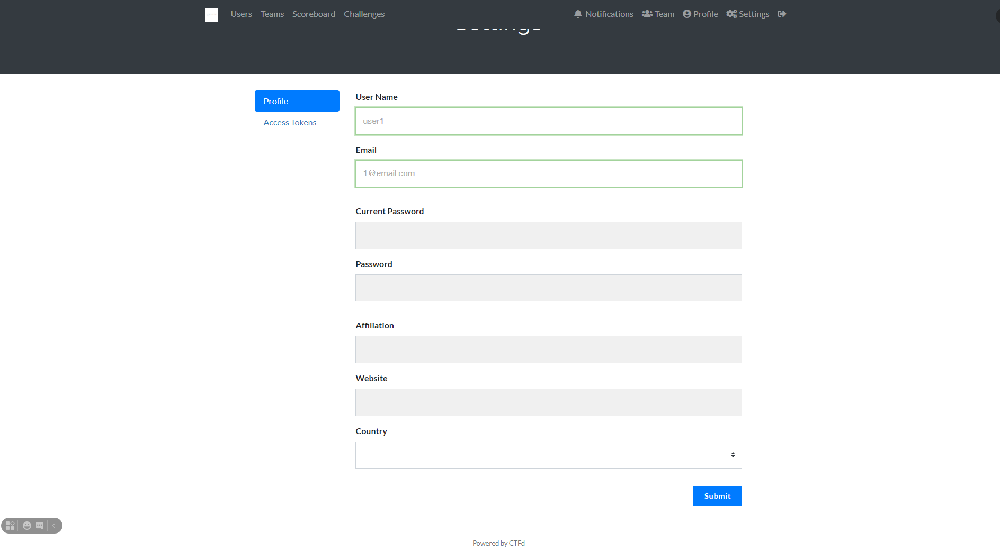 Users Teams Scoreboard Challenges Notifications Team Profile Settings
Settings
Profile
Access Tokens
User Name
user1
Email
1@email.com
Current Password
Password
Affiliation
Website
Country
Submit
Powered by CTFd